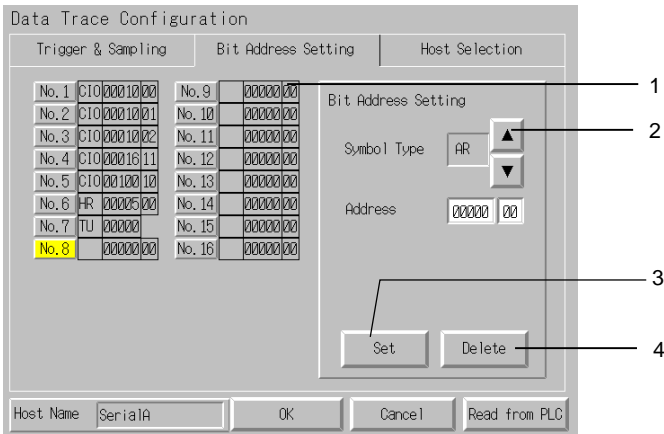 Data Trace Configuration
Trigger & Sampling Bit Address Setting Host Selection
No. 1 CIO 00010 00 No. 9 00000 00 1
No. 2 CIO 00010 01 No. 10 00000 00
No. 3 CIO 00010 02 No. 11 00000 00
No. 4 CIO 00016 11 No. 12 00000 00
No. 5 CIO 00100 10 No. 13 00000 00
No. 6 HR 00005 00 No. 14 00000 00
No. 7 TU 00000 No. 15 00000 00
No. 8 00000 00 No. 16 00000 00
Bit Address Setting
Symbol Type AR ▲ 2
▼
Address 00000 00
3
Set Delete 4
Host Name SerialA OK Cancel Read from PLC